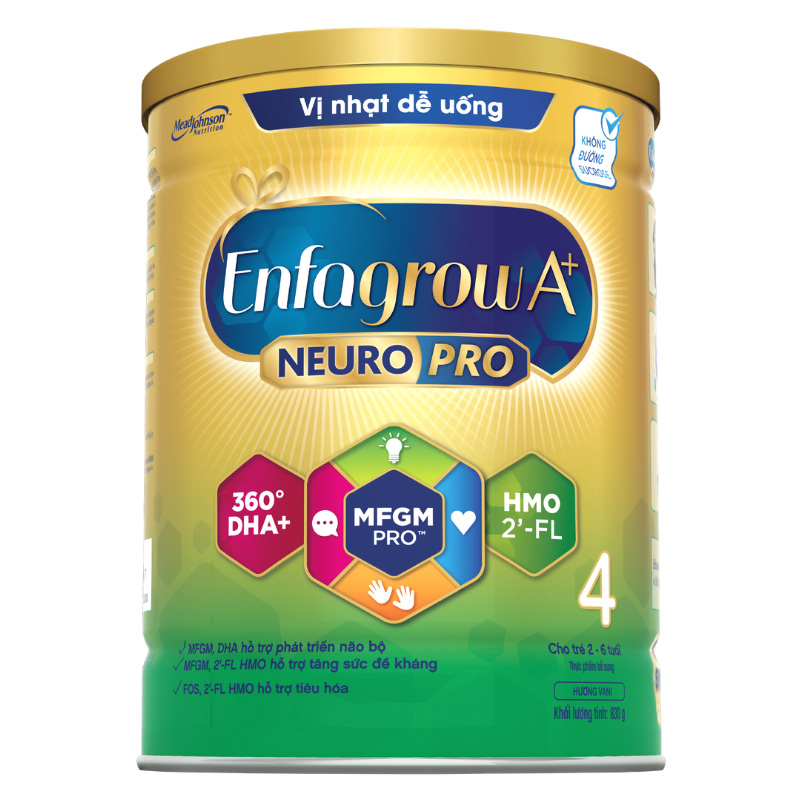 Vị nhạt dễ uống
MeadJohnson™
Nutrition
KHÔNG
ĐƯỜNG
SUCROSE
Enfagrow A+
NEURO PRO
360°
DHA+
MFGM
PRO™
HMO
2'-FL
4
MFGM, DHA hỗ trợ phát triển não bộ
MFGM, 2'-FL HMO hỗ trợ tăng sức đề kháng
FOS, 2'-FL HMO hỗ trợ tiêu hóa
Cho trẻ 2 - 6 tuổi
Thực phẩm bổ sung
HƯƠNG VANI
Khối lượng tịnh: 830 g